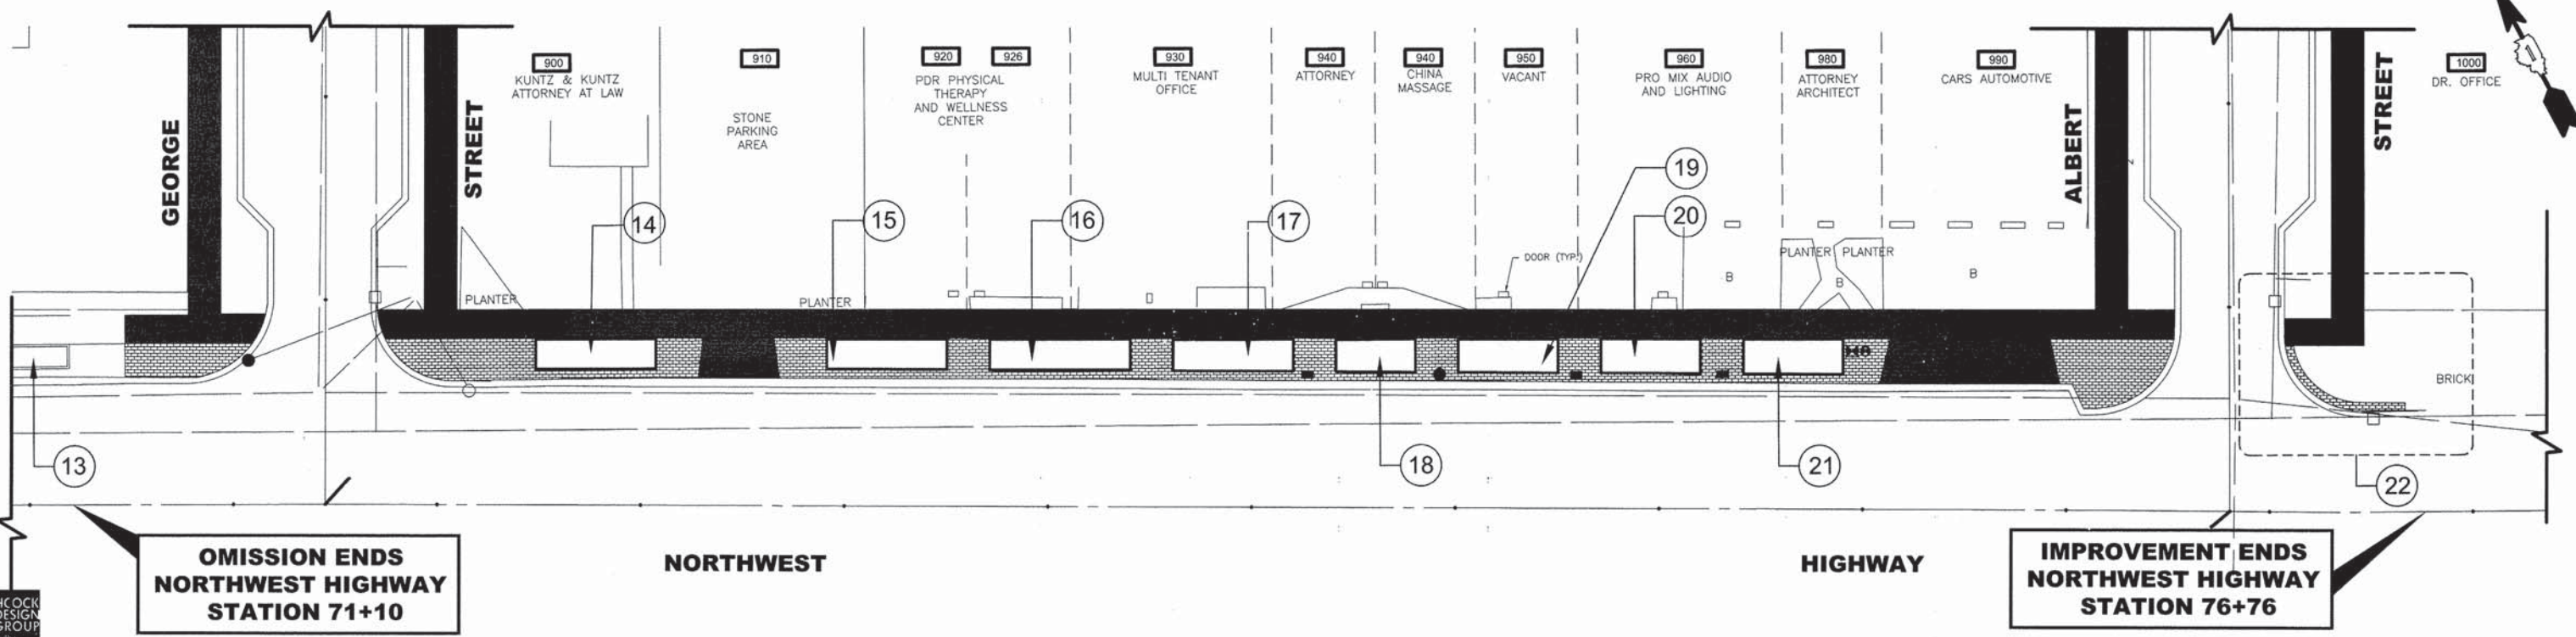 900
KUNTZ & KUNTZ
ATTORNEY AT LAW
910
STONE
PARKING
AREA
920
926
PDR PHYSICAL
THERAPY
AND WELLNESS
CENTER
930
MULTI TENANT
OFFICE
940
ATTORNEY
940
CHINA
MASSAGE
950
VACANT
960
PRO MIX AUDIO
AND LIGHTING
980
ATTORNEY
ARCHITECT
990
CARS AUTOMOTIVE
1000
DR. OFFICE
GEORGE
STREET
ALBERT
STREET
14
15
16
17
19
20
DOOR (TYP.)
PLANTER
PLANTER
PLANTER
PLANTER
B
B
B
BRICK
13
18
21
22
OMISSION ENDS
NORTHWEST HIGHWAY
STATION 71+10
NORTHWEST
HIGHWAY
IMPROVEMENT ENDS
NORTHWEST HIGHWAY
STATION 76+76
HCOCK
DESIGN
GROUP